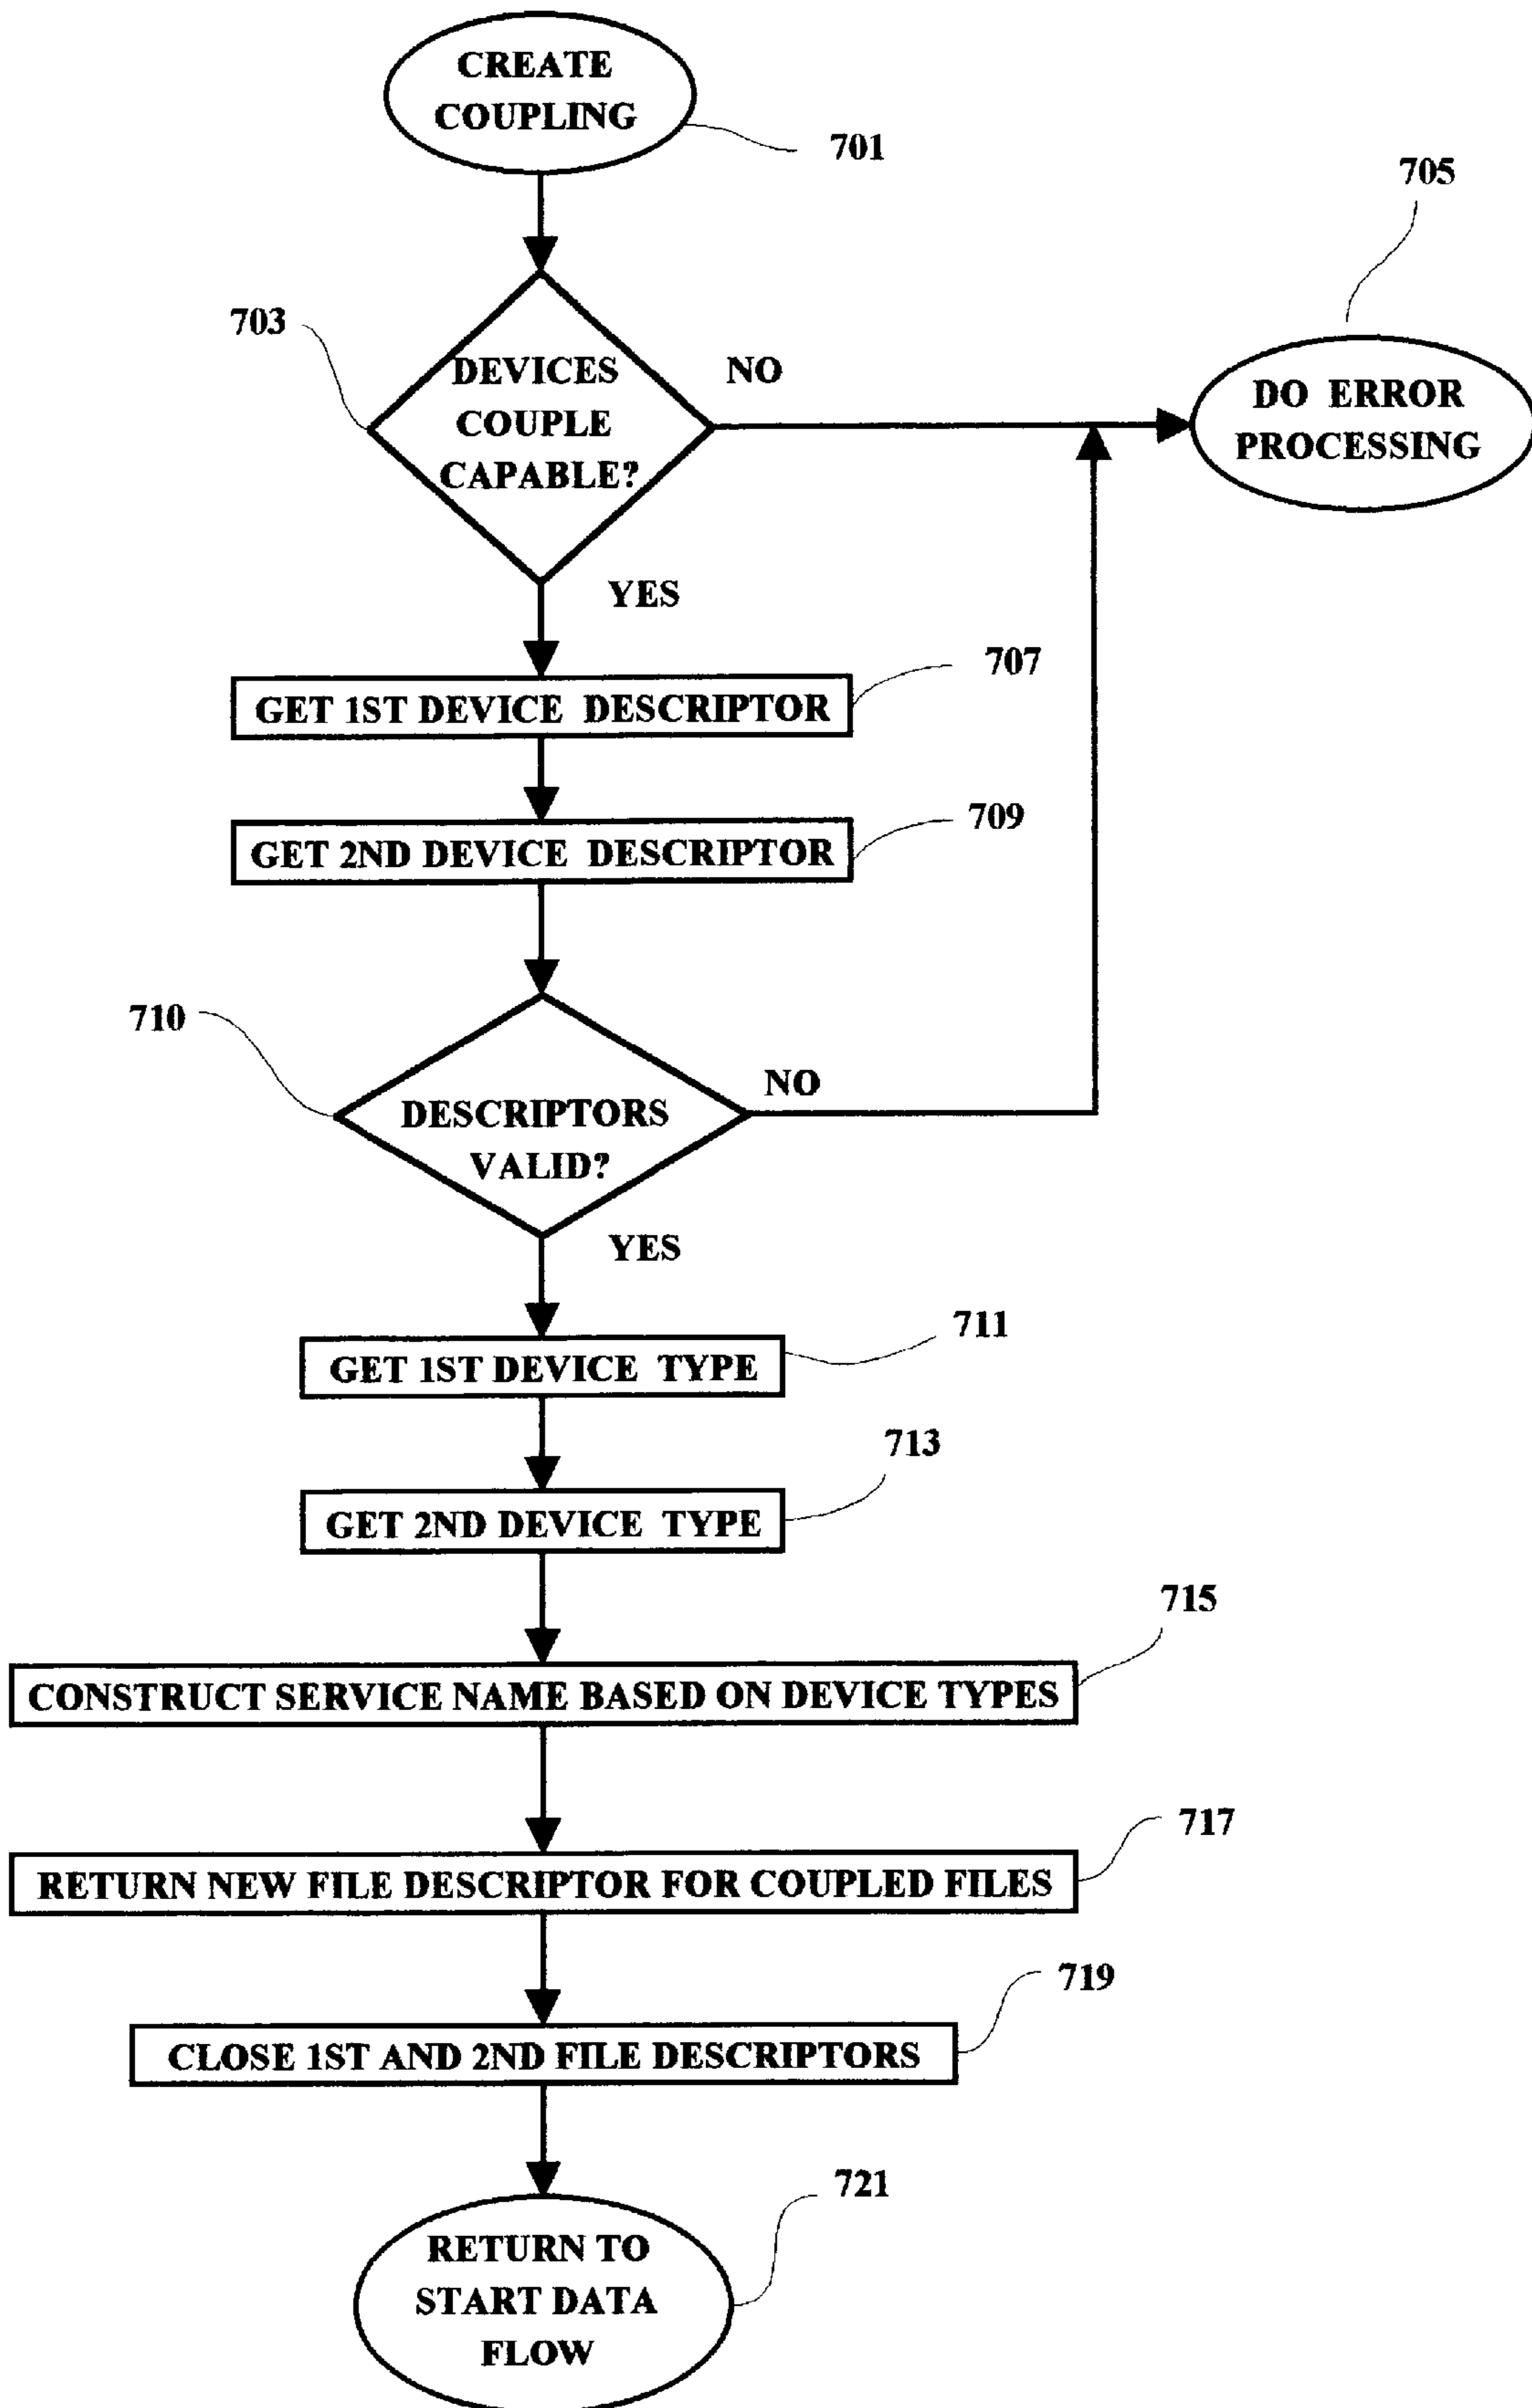 CREATE
COUPLING
701
705
703
DEVICES
COUPLE
CAPABLE?
NO
DO ERROR
PROCESSING
YES
707
GET 1ST DEVICE DESCRIPTOR
709
GET 2ND DEVICE DESCRIPTOR
710
DESCRIPTORS
VALID?
NO
YES
711
GET 1ST DEVICE TYPE
713
GET 2ND DEVICE TYPE
715
CONSTRUCT SERVICE NAME BASED ON DEVICE TYPES
717
RETURN NEW FILE DESCRIPTOR FOR COUPLED FILES
719
CLOSE 1ST AND 2ND FILE DESCRIPTORS
721
RETURN TO
START DATA
FLOW